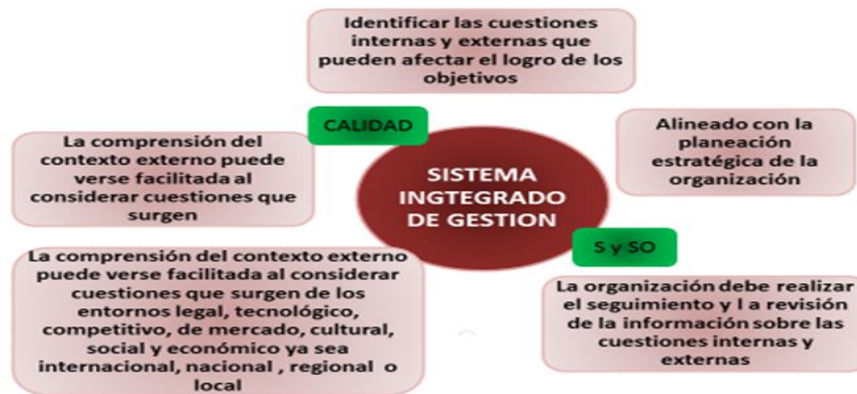 Identificar las cuestiones
internas y externas que
pueden afectar el logro de los
objetivos
CALIDAD
La comprensión del
contexto externo puede
verse facilitada al
considerar cuestiones que
surgen
SISTEMA
INGTEGRADO
DE GESTION
Alineado con la
planeación
estratégica de la
organización
S y SO
La comprensión del contexto externo
puede verse facilitada al considerar
cuestiones que surgen de los
entornos legal, tecnológico,
competitivo, de mercado, cultural,
social y económico ya sea
internacional, nacional , regional o
local
La organización debe realizar
el seguimiento y l a revisión
de la información sobre las
cuestiones internas y
externas